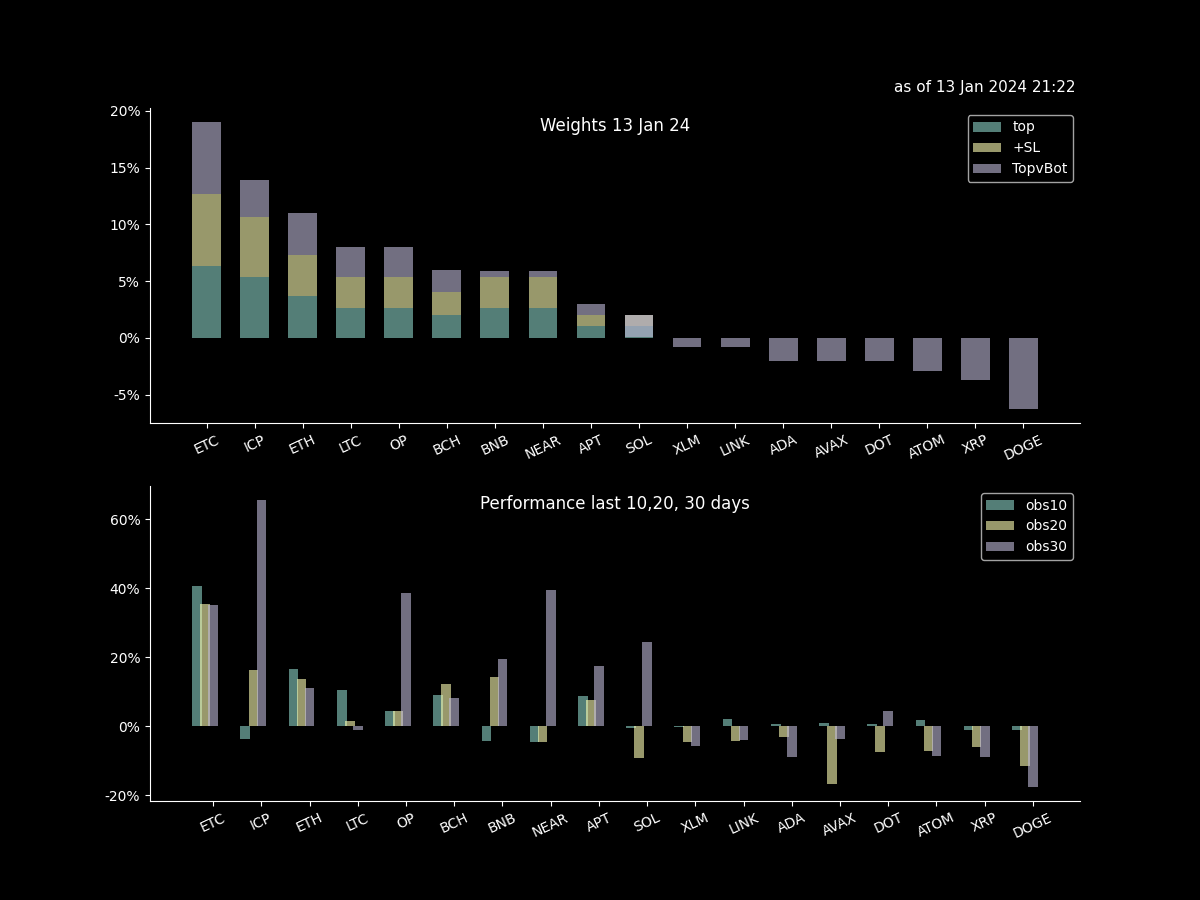 as of 13 Jan 2024 21:22
Weights 13 Jan 24
top
+SL
TopvBot
20%
15%
10%
5%
0%
-5%
ETC ICP ETH LTC OP BCH BNB NEAR APT SOL XLM LINK ADA AVAX DOT ATOM XRP DOGE
Performance last 10,20, 30 days
obs10
obs20
obs30
60%
40%
20%
0%
-20%
ETC ICP ETH LTC OP BCH BNB NEAR APT SOL XLM LINK ADA AVAX DOT ATOM XRP DOGE